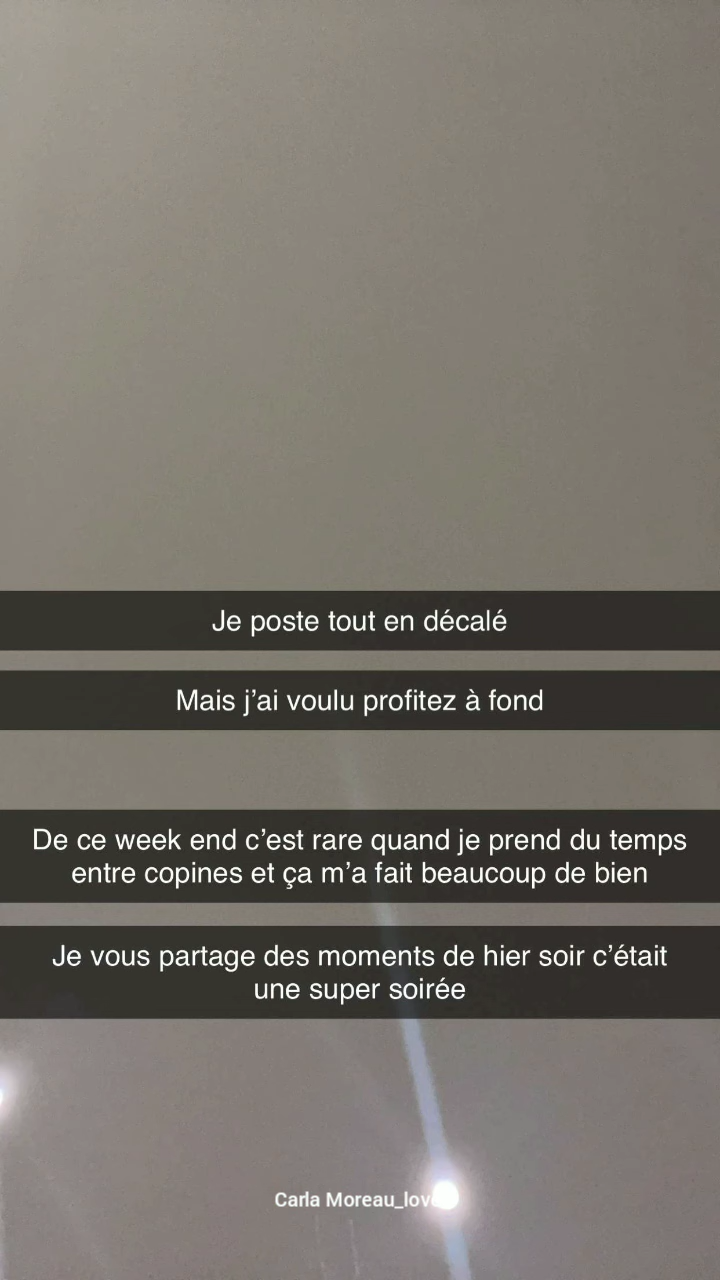 Je poste tout en décalé
Mais j’ai voulu profitez à fond
De ce week end c’est rare quand je prend du temps
entre copines et ça m’a fait beaucoup de bien
Je vous partage des moments de hier soir c’était
une super soirée
Carla Moreau_love